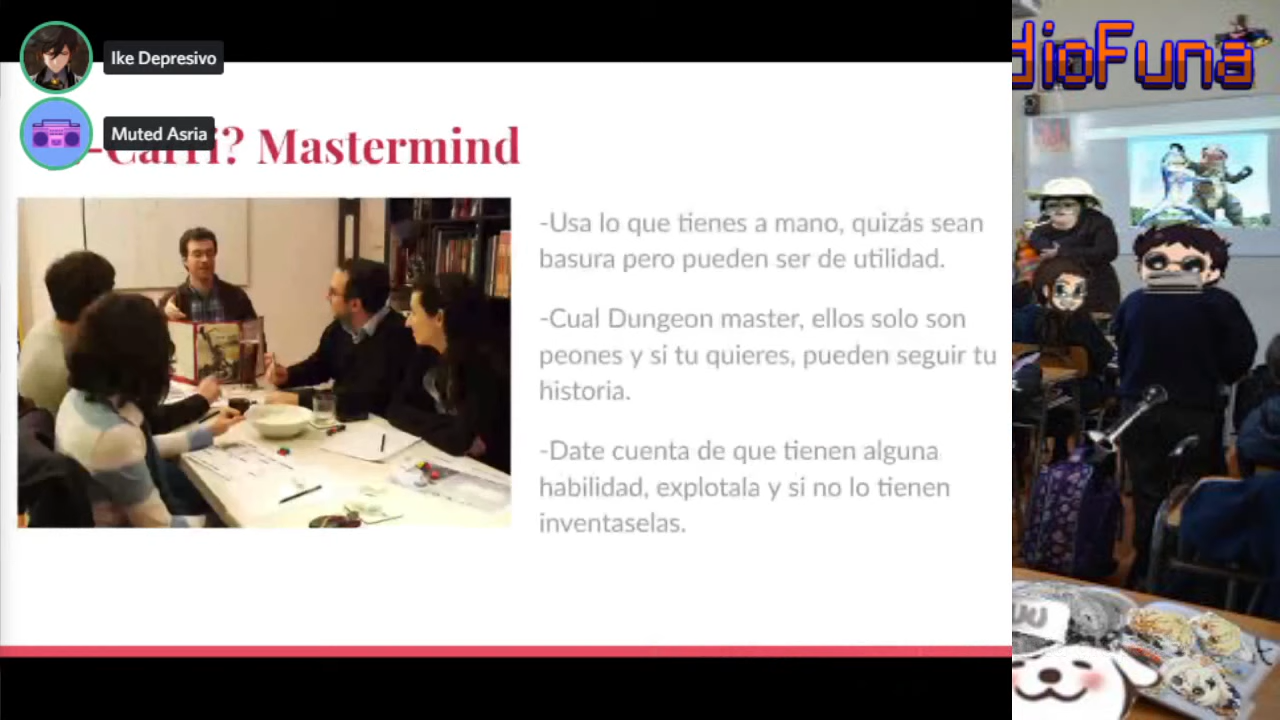 Ike Depresivo
Muted Asria
-Carri? Mastermind
dioFuna
-Usa lo que tienes a mano, quizás sean
basura pero pueden ser de utilidad.
-Cual Dungeon master, ellos solo son
peones y si tu quieres, pueden seguir tu
historia.
-Date cuenta de que tienen alguna
habilidad, explotala y si no lo tienen
inventaselas.